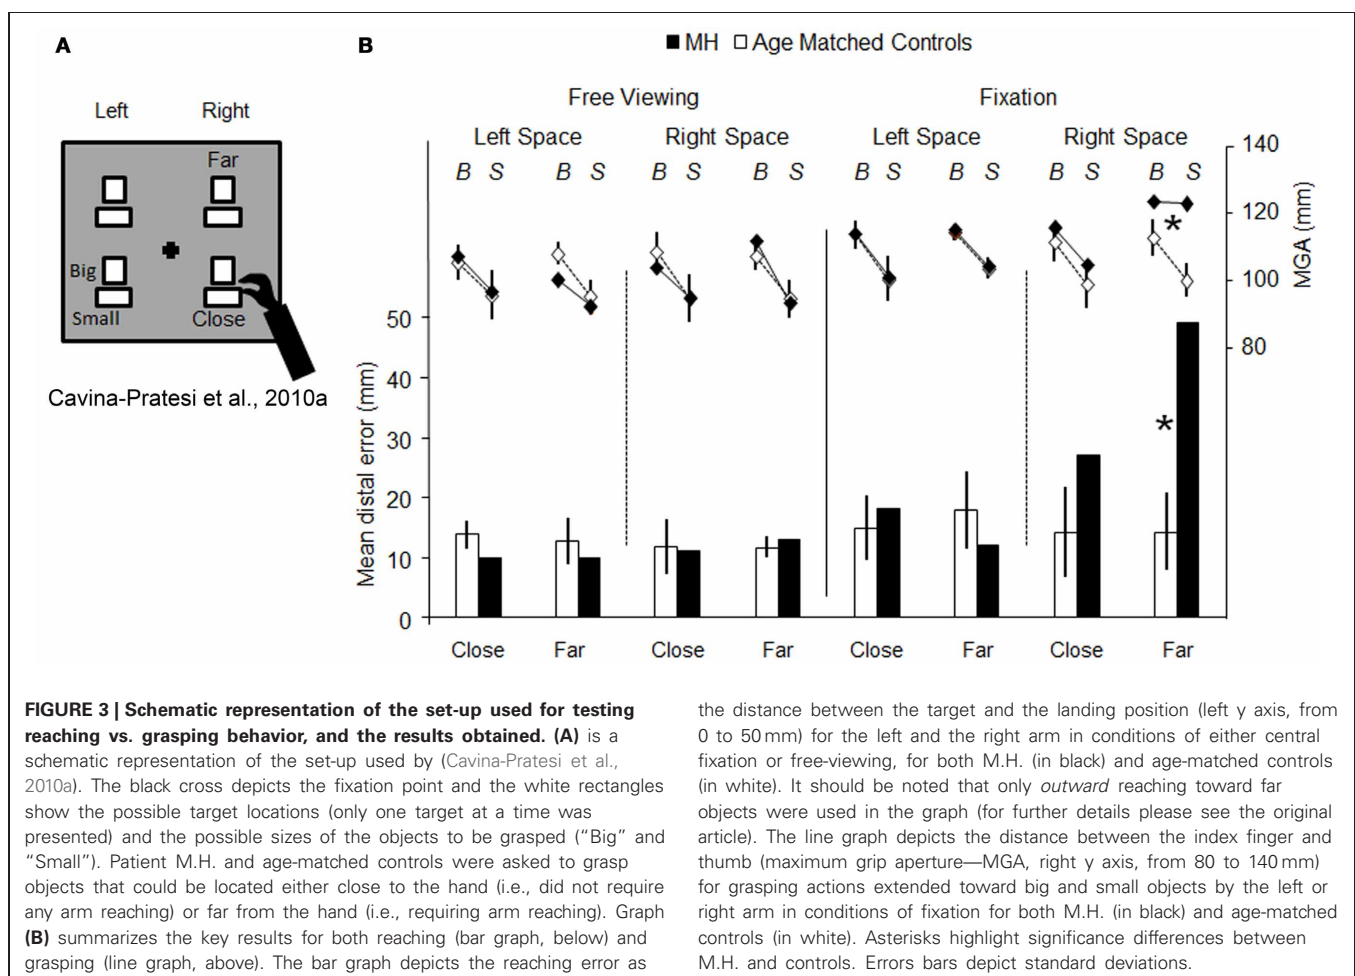 A
Left Right
Far
Big
Small Close
Cavina-Pratesi et al., 2010a
B
■ MH □ Age Matched Controls
Free Viewing Fixation
Left Space Right Space Left Space Right Space
B S B S B S B S B S B S B S B S
140
120
100
80
MGA (mm)
*
*
50
40
30
20
10
0
Mean distal error (mm)
Close Far Close Far Close Far Close Far
FIGURE 3 | Schematic representation of the set-up used for testing
reaching vs. grasping behavior, and the results obtained. (A) is a
schematic representation of the set-up used by (Cavina-Pratesi et al.,
2010a). The black cross depicts the fixation point and the white rectangles
show the possible target locations (only one target at a time was
presented) and the possible sizes of the objects to be grasped (“Big” and
“Small”). Patient M.H. and age-matched controls were asked to grasp
objects that could be located either close to the hand (i.e., did not require
any arm reaching) or far from the hand (i.e., requiring arm reaching). Graph
(B) summarizes the key results for both reaching (bar graph, below) and
grasping (line graph, above). The bar graph depicts the reaching error as
the distance between the target and the landing position (left y axis, from
0 to 50 mm) for the left and the right arm in conditions of either central
fixation or free-viewing, for both M.H. (in black) and age-matched controls
(in white). It should be noted that only outward reaching toward far
objects were used in the graph (for further details please see the original
article). The line graph depicts the distance between the index finger and
thumb (maximum grip aperture—MGA, right y axis, from 80 to 140 mm)
for grasping actions extended toward big and small objects by the left or
right arm in conditions of fixation for both M.H. (in black) and age-matched
controls (in white). Asterisks highlight significance differences between
M.H. and controls. Errors bars depict standard deviations.